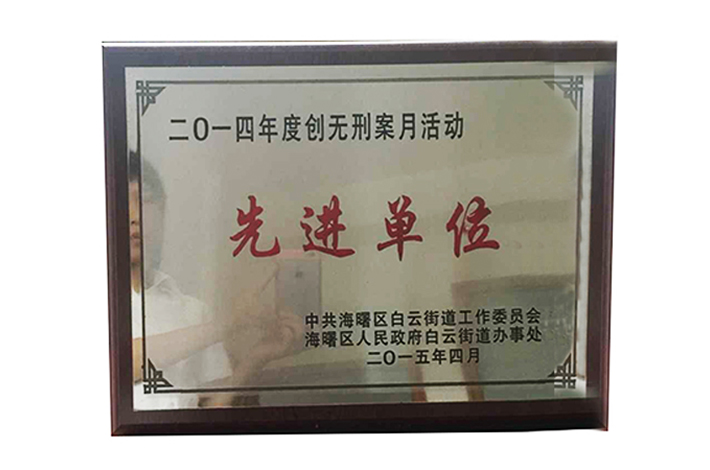 二〇一四年度创无刑案月活动
先进单位
中共海曙区白云街道工作委员会
海曙区人民政府白云街道办事处
二〇一五年四月